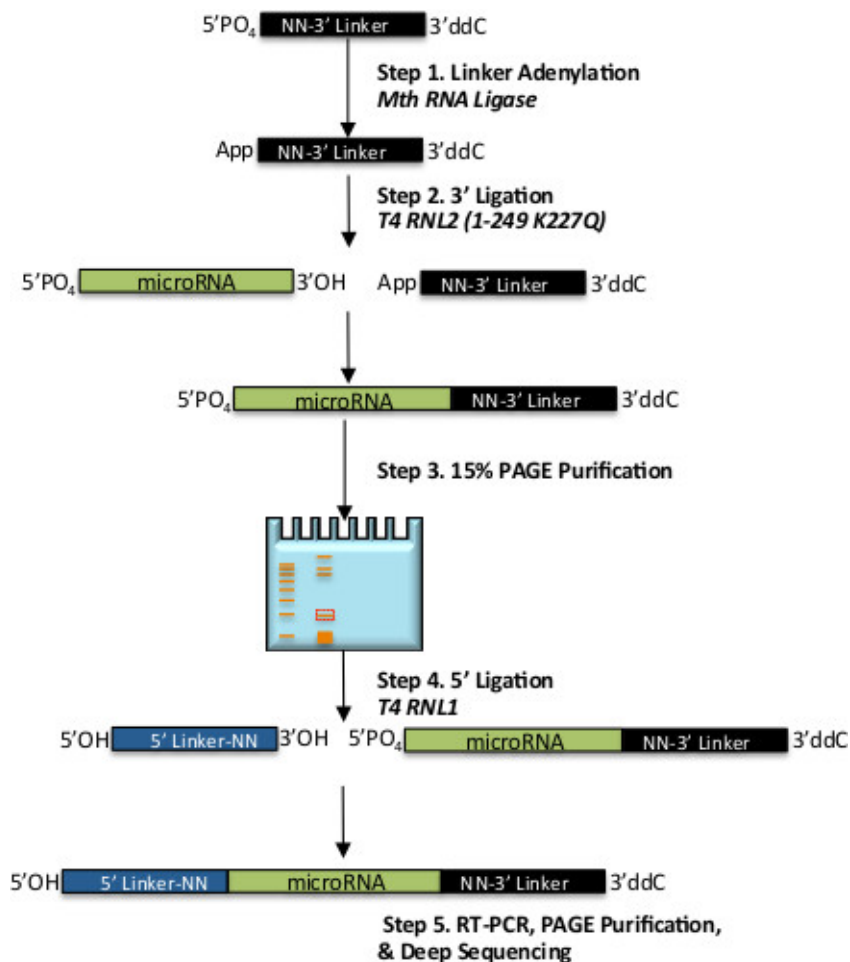 5'PO4 NN-3' Linker 3'ddC
Step 1. Linker Adenylation
Mth RNA Ligase
App NN-3' Linker 3'ddC
Step 2. 3' Ligation
T4 RNL2 (1-249 K227Q)
5'PO4 microRNA 3'OH App NN-3' Linker 3'ddC
5'PO4 microRNA NN-3' Linker 3'ddC
Step 3. 15% PAGE Purification
Step 4. 5' Ligation
T4 RNL1
5'OH 5' Linker-NN 3'OH 5'PO4 microRNA NN-3' Linker 3'ddC
5'OH 5' Linker-NN microRNA NN-3' Linker 3'ddC
Step 5. RT-PCR, PAGE Purification,
& Deep Sequencing